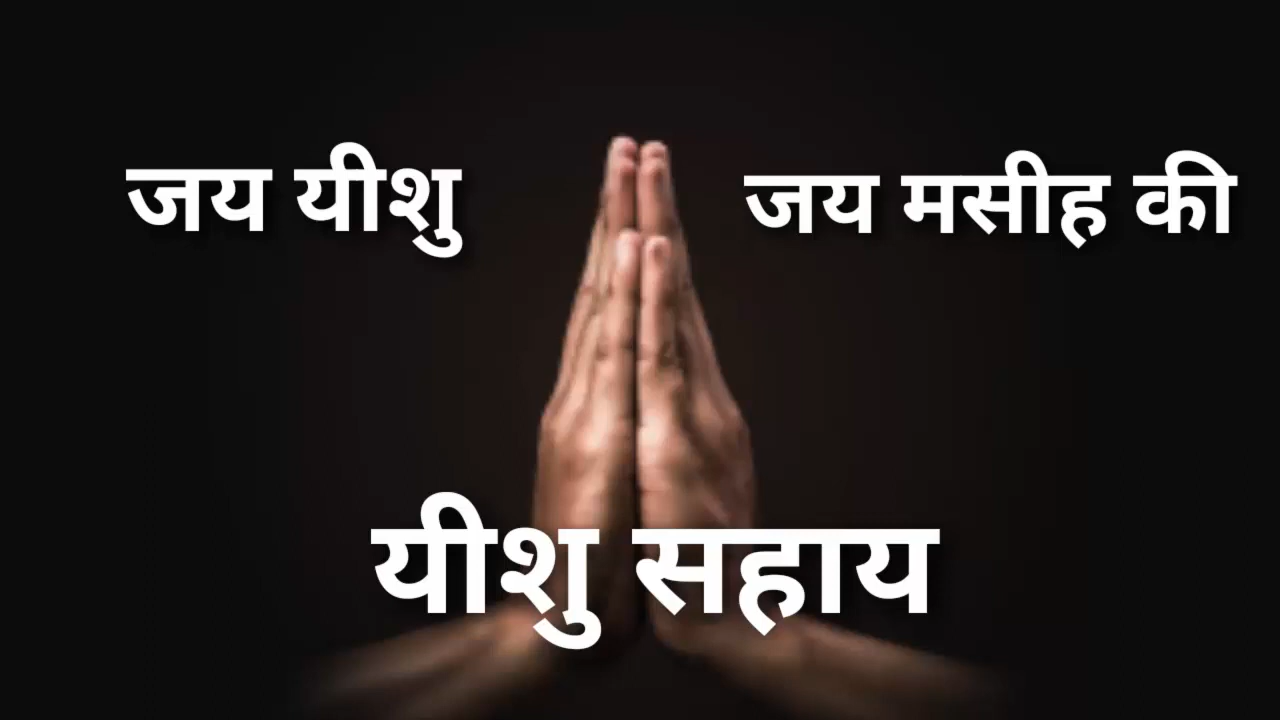 जय यीशु
जय मसीह की
यीशु सहाय